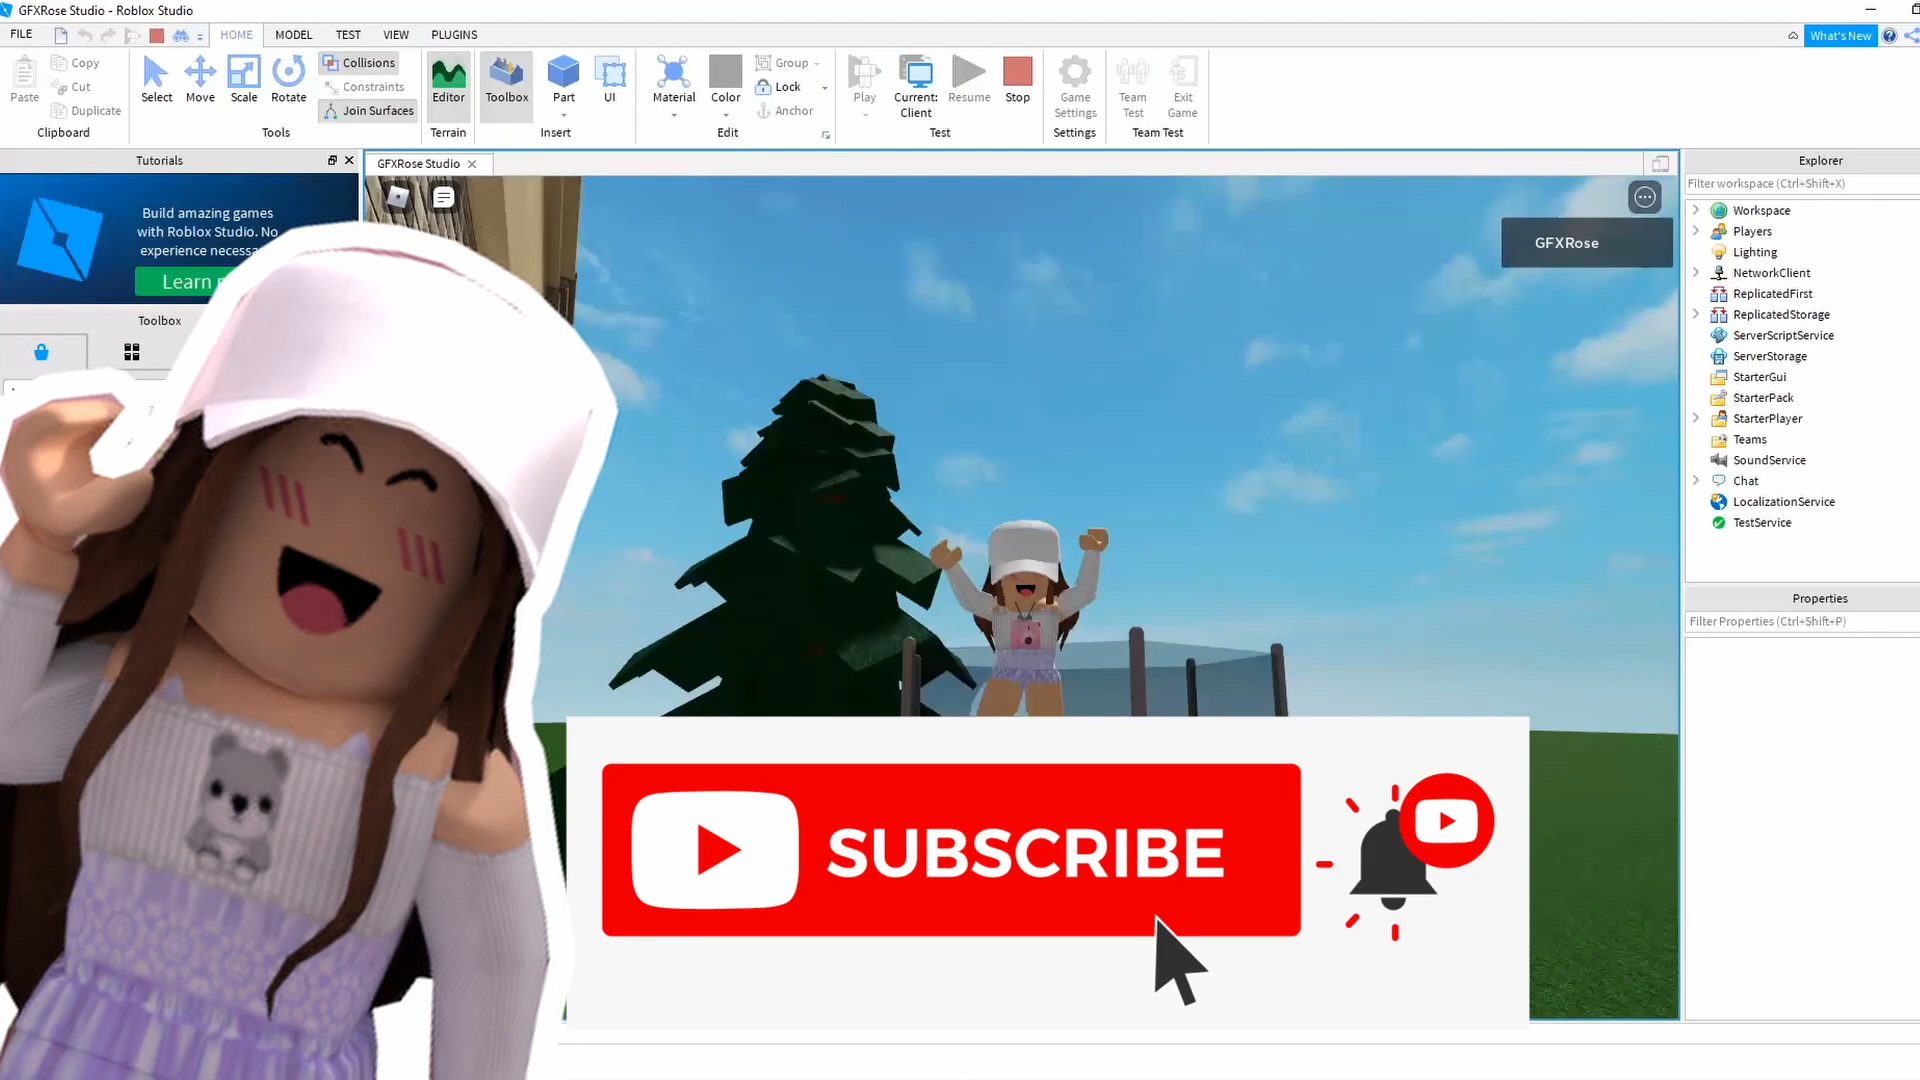 GFXRose Studio - Roblox Studio
FILE HOME MODEL TEST VIEW PLUGINS What's New
Paste Copy Cut Duplicate
Select Move Scale Rotate
Collisions
Constraints
Join Surfaces
Editor Toolbox Part UI
Material Color Group Lock Anchor
Play Current: Client Resume Stop
Game Settings
Team Test
Exit Game
Clipboard Tools Terrain Insert Edit Test Settings Team Test
Tutorials
Build amazing games
with Roblox Studio. No
experience
Learn
Toolbox
GFXRose Studio
GFXRose
SUBSCRIBE
Explorer
Filter workspace (Ctrl+Shift+X)
Workspace
Players
Lighting
NetworkClient
ReplicatedFirst
ReplicatedStorage
ServerScriptService
ServerStorage
StarterGui
StarterPack
StarterPlayer
Teams
SoundService
Chat
LocalizationService
TestService
Properties
Filter Properties (Ctrl+Shift+P)